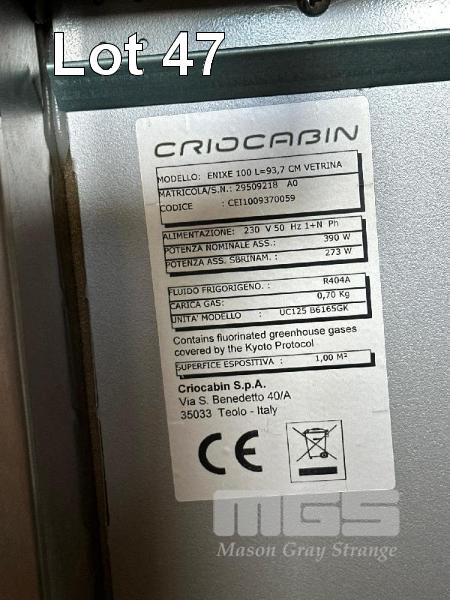 Lot 47
CRIOCABIN
MODELLO: ENIXE 100 L=93,7 CM VETRINA
MATRICOLA/S.N.: 29509218 A0
CODICE : CEI1009370059
ALIMENTAZIONE: 230 V 50 Hz 1+N Ph
POTENZA NOMINALE ASS.: 390 W
POTENZA ASS. SBRINAM.: 273 W
FLUIDO FRIGORIGENO. : R404A
CARICA GAS: 0,70 Kg
UNITA' MODELLO : UC125 B6165GK
Contains fluorinated greenhouse gases
covered by the Kyoto Protocol
SUPERFICE ESPOSITIVA : 1,00 M²
Criocabin S.p.A.
Via S. Benedetto 40/A
35033 Teolo - Italy
CE
MGS
Mason Gray Strange